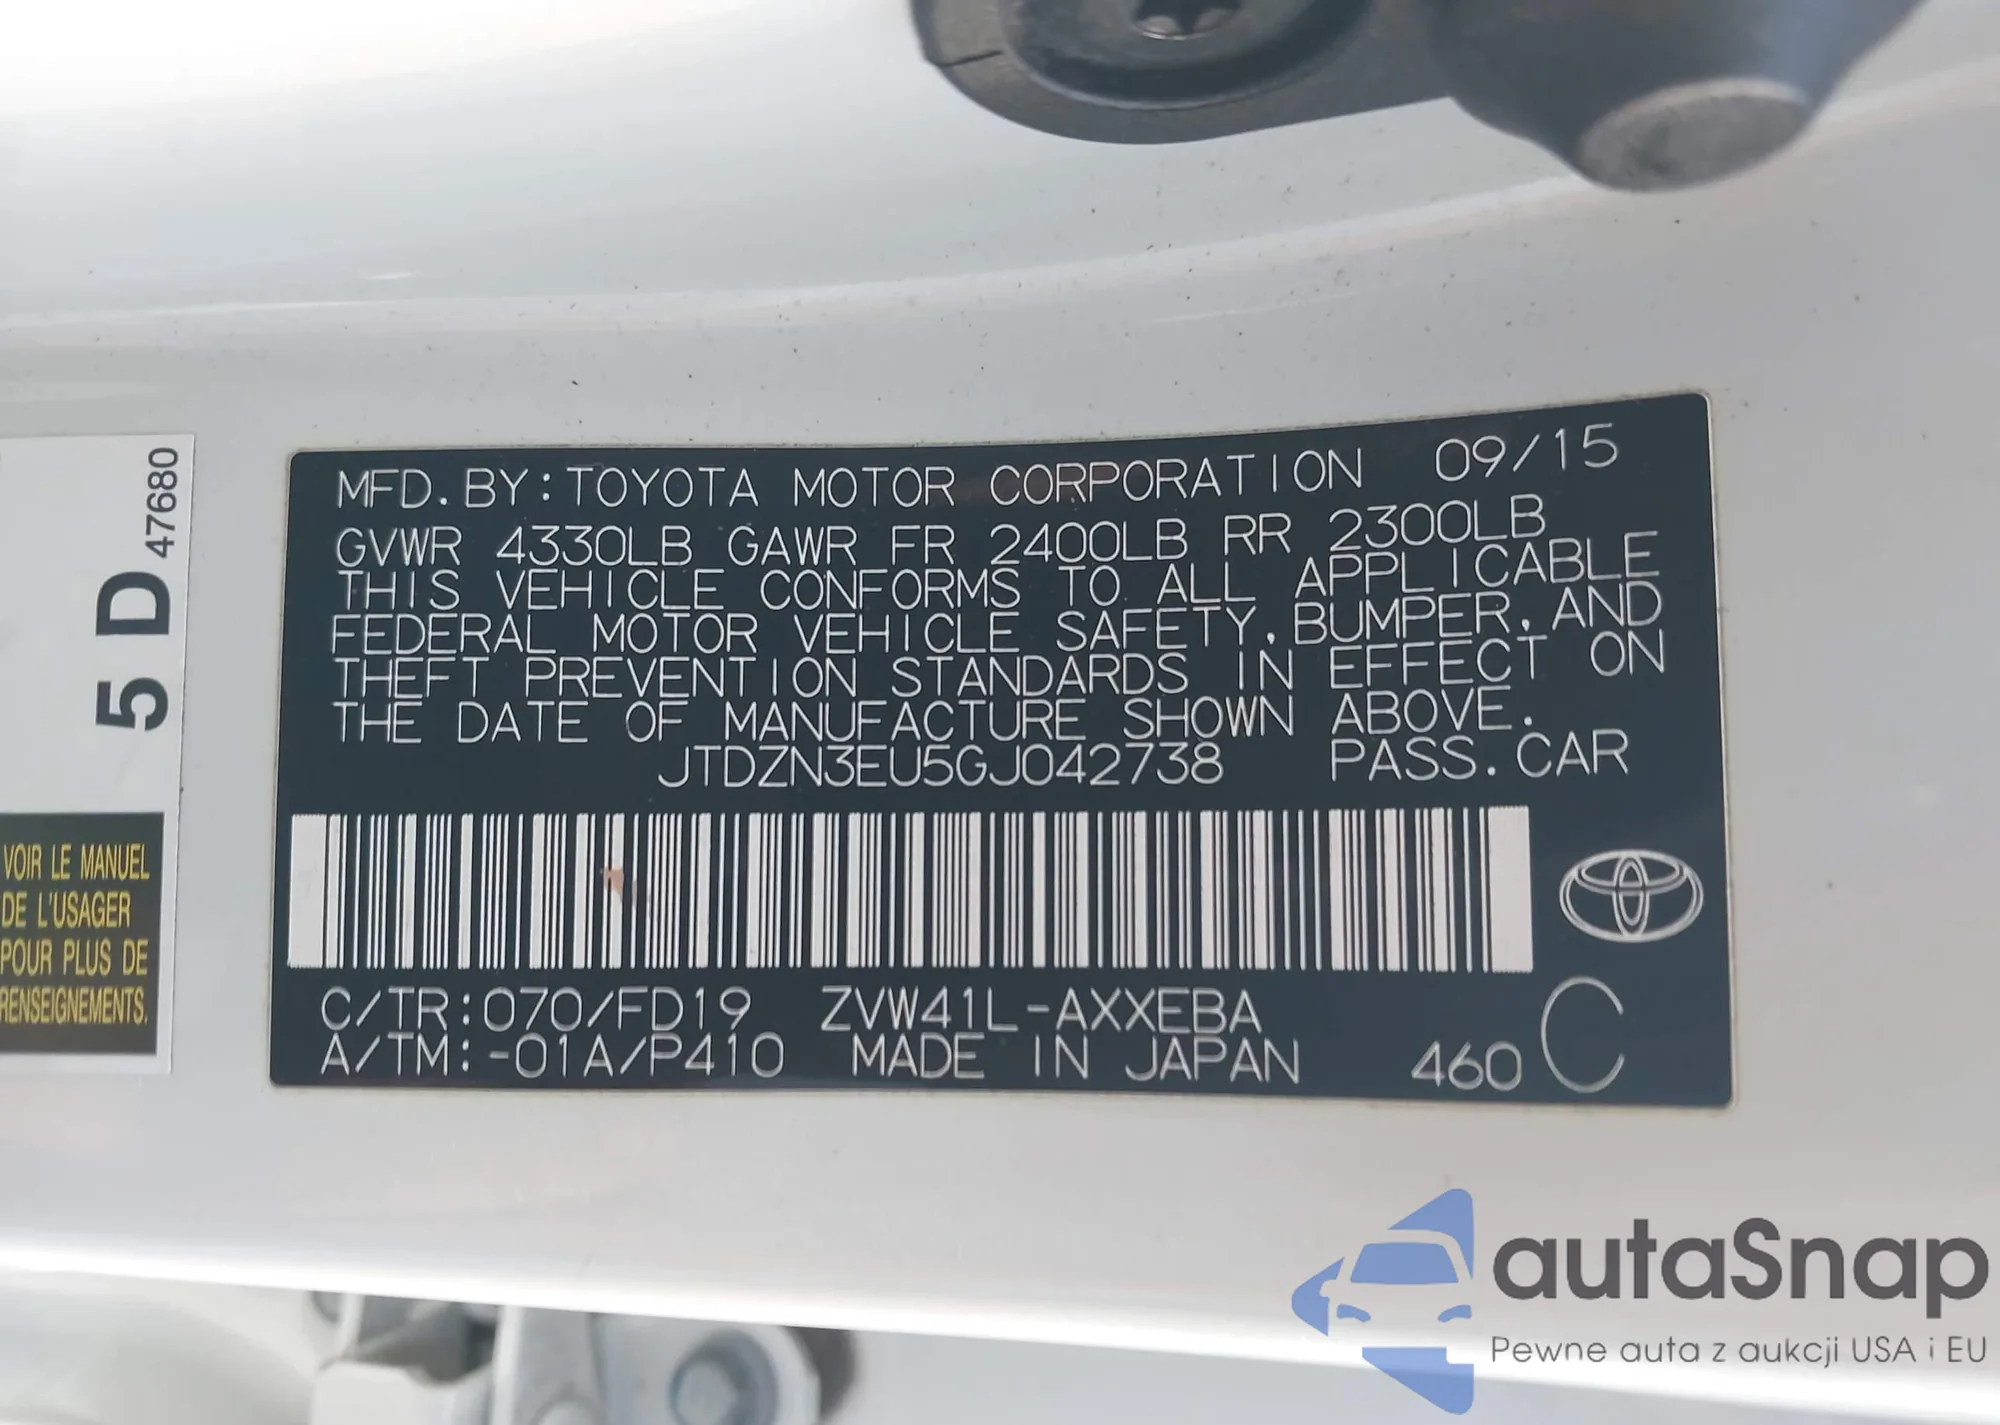 5 D 47680
VOIR LE MANUEL
DE L'USAGER
POUR PLUS DE
RENSEIGNEMENTS.
MFD. BY: TOYOTA MOTOR CORPORATION 09/15
GVWR 4330LB GAWR FR 2400LB RR 2300LB
THIS VEHICLE CONFORMS TO ALL APPLICABLE
FEDERAL MOTOR VEHICLE SAFETY, BUMPER, AND
THEFT PREVENTION STANDARDS IN EFFECT ON
THE DATE OF MANUFACTURE SHOWN ABOVE.
JTDZN3EU5GJ042738 PASS. CAR
C/TR: 070/FD19 ZVW41L-AXXEBA
A/TM: -01A/P410 MADE IN JAPAN 460 C
autaSnap
Pewne auta z aukcji USA i EU